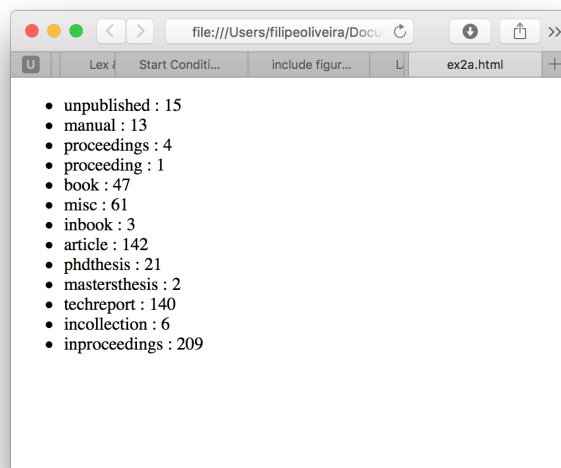 file:///Users/filipeoliveira/Docu
U
Lex &
Start Conditi...
include figur...
L
ex2a.html
unpublished : 15
manual : 13
proceedings : 4
proceeding : 1
book : 47
misc : 61
inbook : 3
article : 142
phdthesis : 21
mastersthesis : 2
techreport : 140
incollection : 6
inproceedings : 209